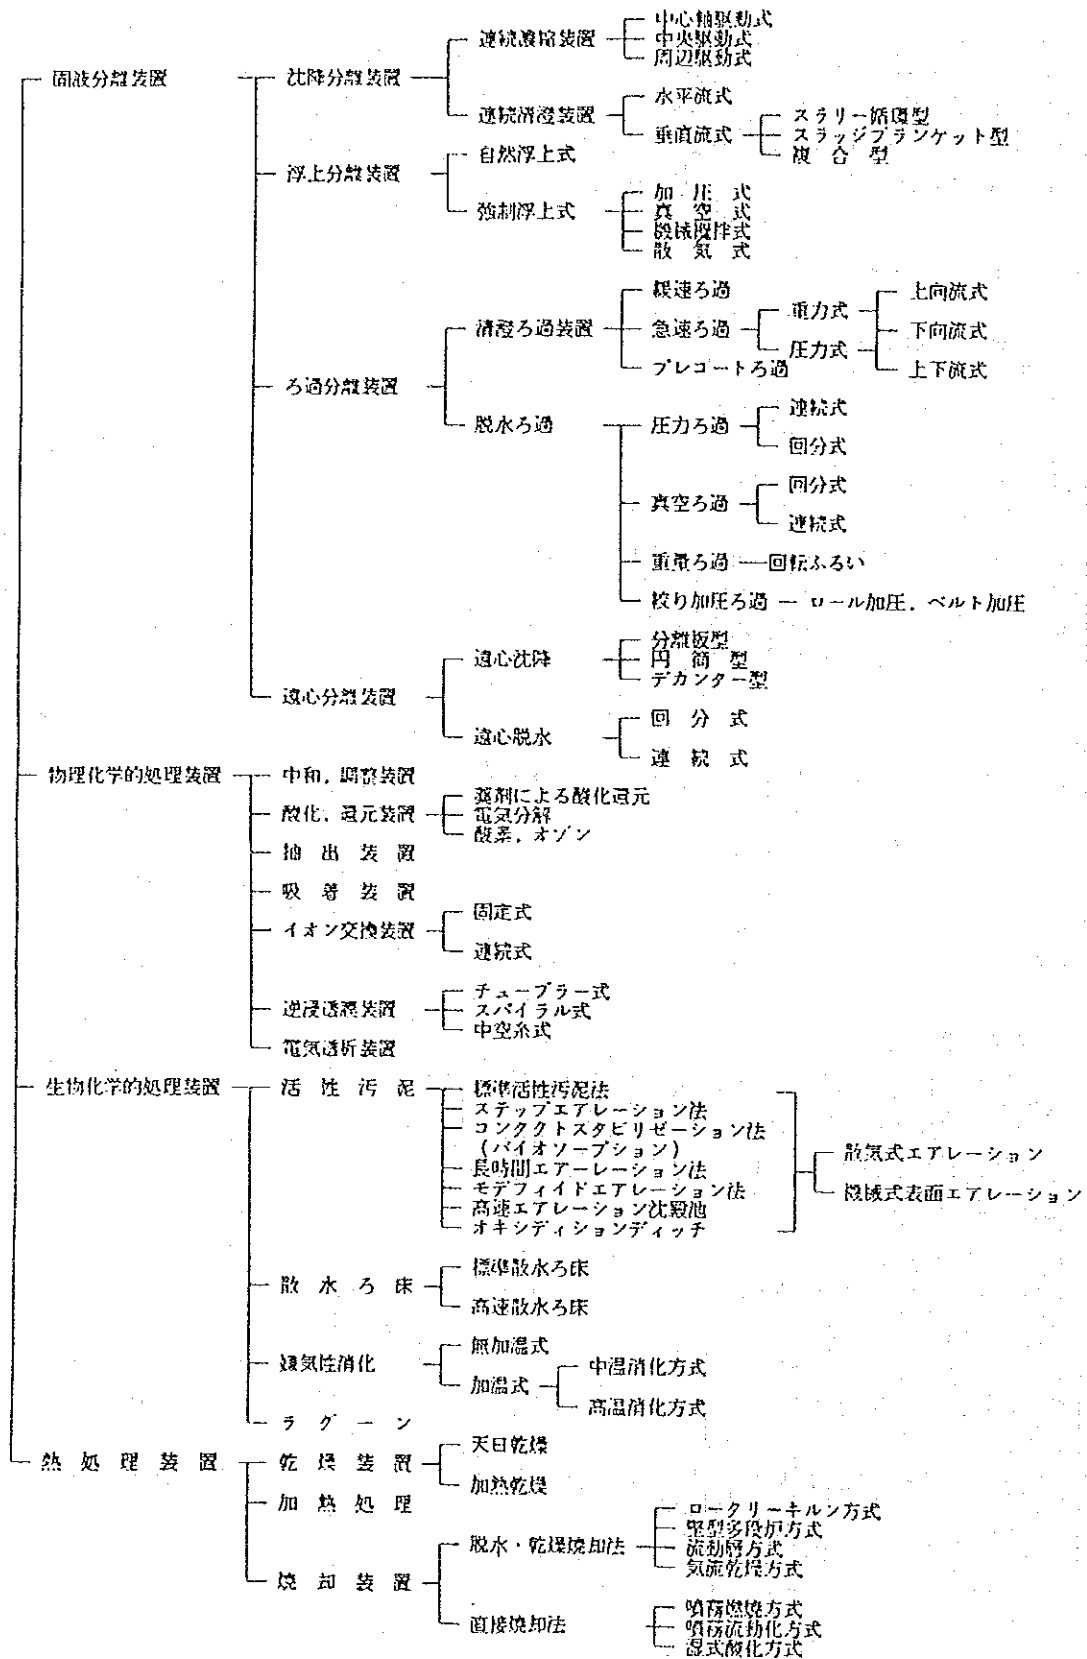 中心軸駆動式
連続濃縮装置 中央駆動式
周辺駆動式
固液分離装置 沈降分離装置
水平流式
連続清澄装置 スラリー循環型
垂直流式 スラッジブランケット型
複合型
自然浮上式
浮上分離装置
加圧式
強制浮上式 真空式
機械攪拌式
散気式
緩速ろ過
重力式 上向流式
清澄ろ過装置 急速ろ過 下向流式
圧力式
プレコートろ過 上下流式
ろ過分離装置
連続式
脱水ろ過 圧力ろ過
回分式
回分式
真空ろ過
連続式
重量ろ過 回転ふるい
絞り加圧ろ過 ロール加圧,ベルト加圧
分離板型
遠心沈降 円筒型
デカンター型
遠心分離装置
回分式
遠心脱水
連続式
物理化学的処理装置 中和,調整装置
薬剤による酸化還元
酸化,還元装置 電気分解
酸素,オゾン
抽出装置
吸着装置
固定式
イオン交換装置
連続式
チューブラー式
逆浸透膜装置 スパイラル式
中空糸式
電気透析装置
生物化学的処理装置 活性汚泥 標準活性汚泥法
ステップエアレーション法
コンタクトスタビリゼーション法
(バイオソープション) 散気式エアレーション
長時間エアーレーション法
モデフィイドエアレーション法 機械式表面エアレーション
高速エアレーション沈殿池
オキシディションディッチ
標準散水ろ床
散水ろ床
高速散水ろ床
無加温式
嫌気性消化 中温消化方式
加温式
高温消化方式
ラグーン
天日乾燥
熱処理装置 乾燥装置
加熱乾燥
加熱処理
ロータリーキルン方式
竪型多段炉方式
脱水・乾燥焼却法
流動層方式
気流乾燥方式
焼却装置
噴霧燃焼方式
直接焼却法 噴霧流動化方式
湿式酸化方式